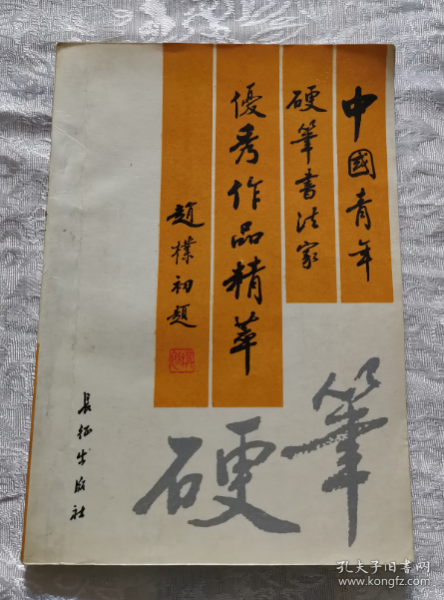 中國青年
硬筆書法家
優秀作品精萃
趙樸初題
硬筆
長征出版社
孔夫子旧书网
www.kongfz.com